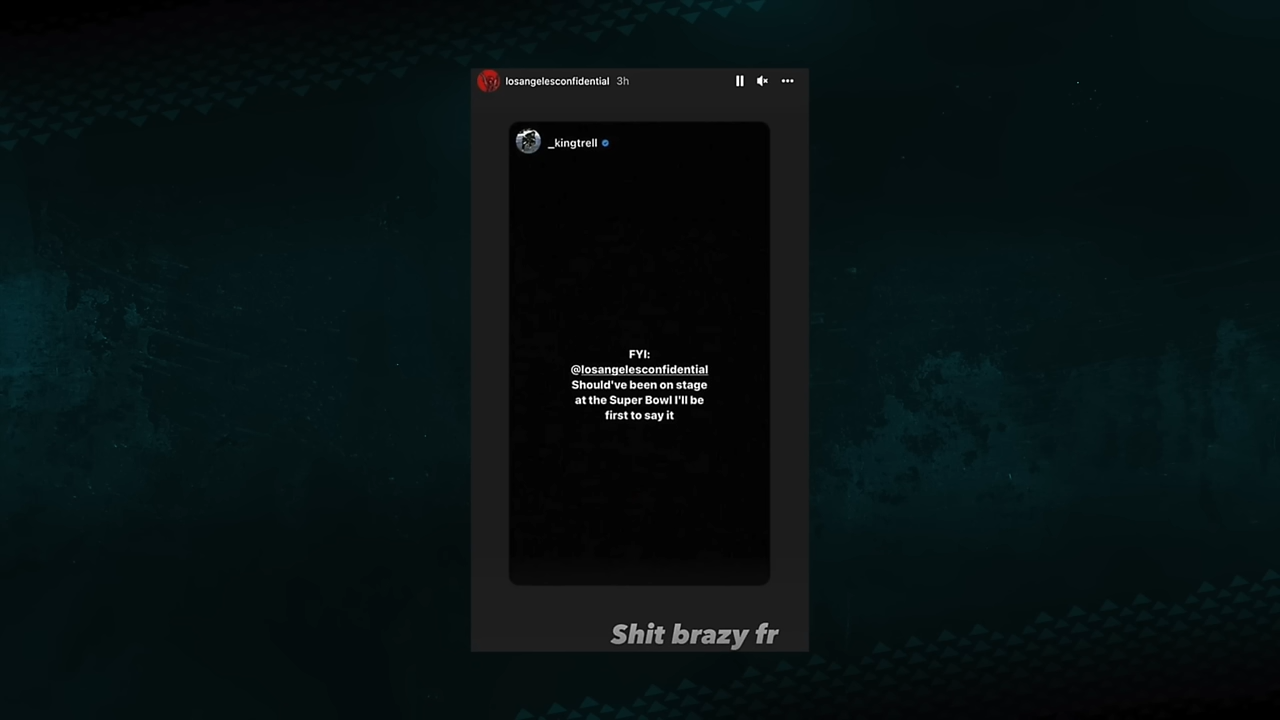 losangelesconfidential 3h
_kingtrell
FYI:
@losangelesconfidential
Should've been on stage
at the Super Bowl I'll be
first to say it
Shit brazy fr